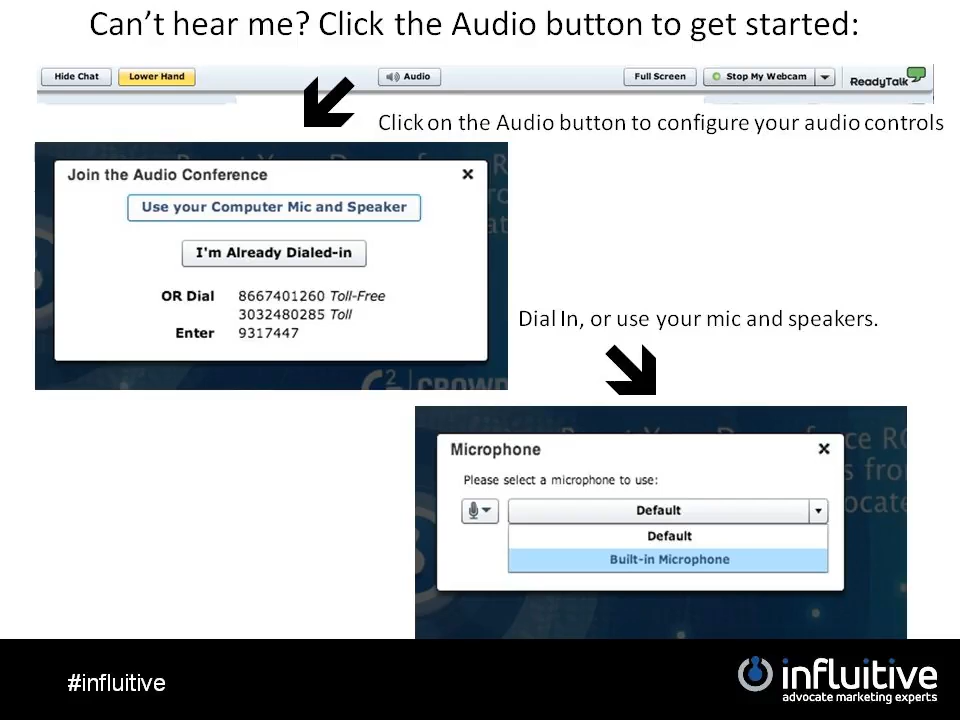 Can't hear me? Click the Audio button to get started:
Hide Chat Lower Hand Audio Full Screen Stop My Webcam ReadyTalk
Click on the Audio button to configure your audio controls
Join the Audio Conference
Use your Computer Mic and Speaker
I'm Already Dialed-in
OR Dial 8667401260 Toll-Free
3032480285 Toll
Enter 9317447
Dial In, or use your mic and speakers.
Microphone
Please select a microphone to use:
Default
Default
Built-in Microphone
#influitive
influitive
advocate marketing experts